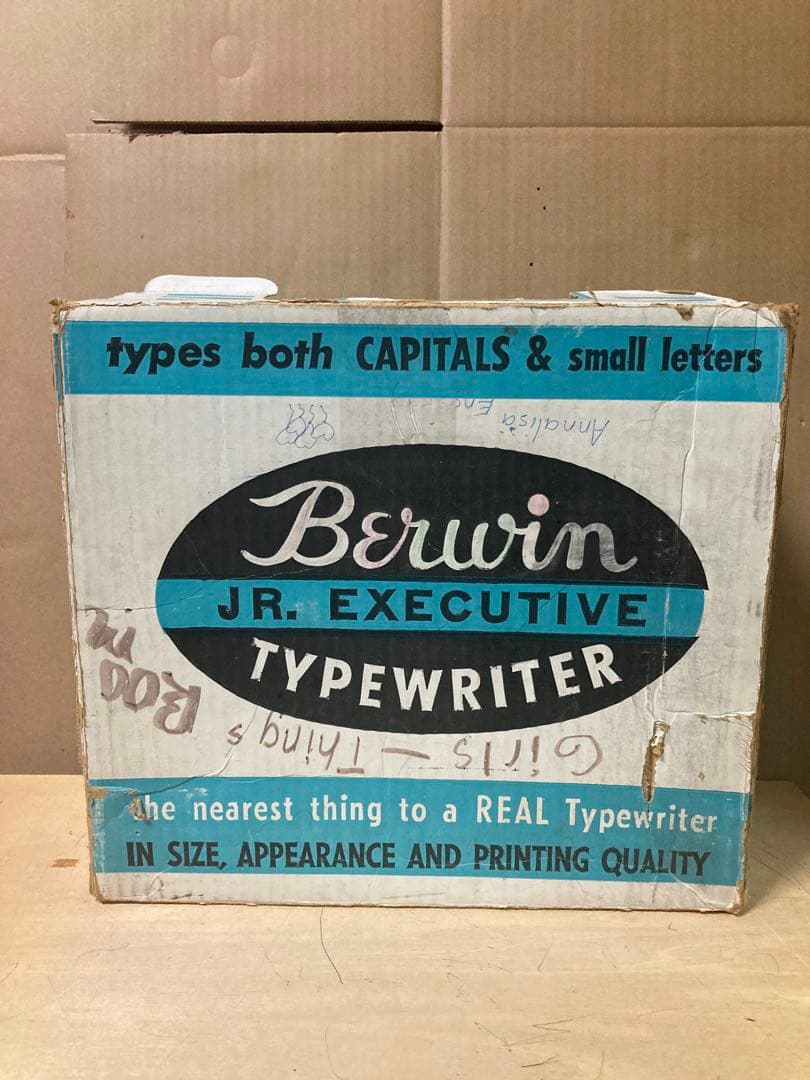 types both CAPITALS & small letters
Annalisa
Berwin
JR. EXECUTIVE
TYPEWRITER
Room
Girls - Things
the nearest thing to a REAL Typewriter
IN SIZE, APPEARANCE AND PRINTING QUALITY